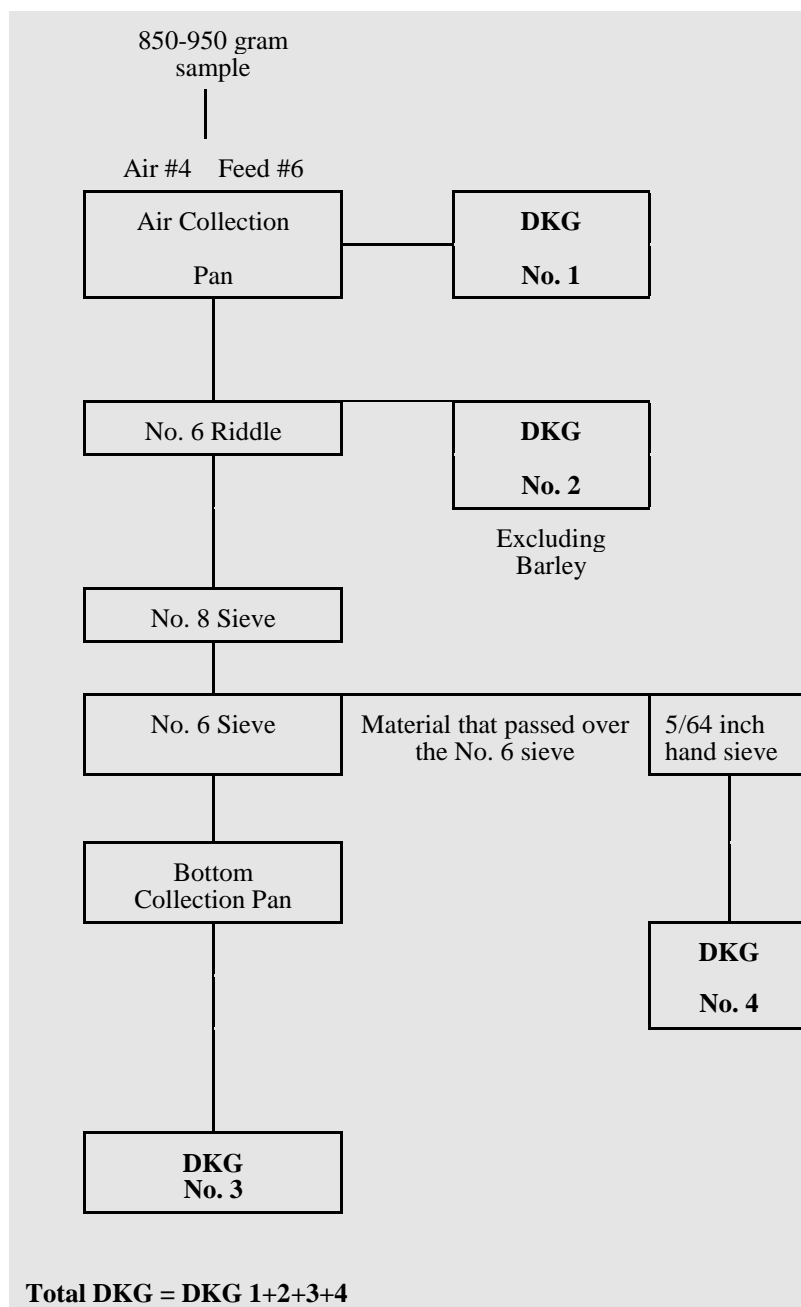 850-950 gram
sample
Air #4 Feed #6
Air Collection
Pan
DKG
No. 1
No. 6 Riddle
DKG
No. 2
Excluding
Barley
No. 8 Sieve
No. 6 Sieve
Material that passed over
the No. 6 sieve
5/64 inch
hand sieve
Bottom
Collection Pan
DKG
No. 4
DKG
No. 3
Total DKG = DKG 1+2+3+4